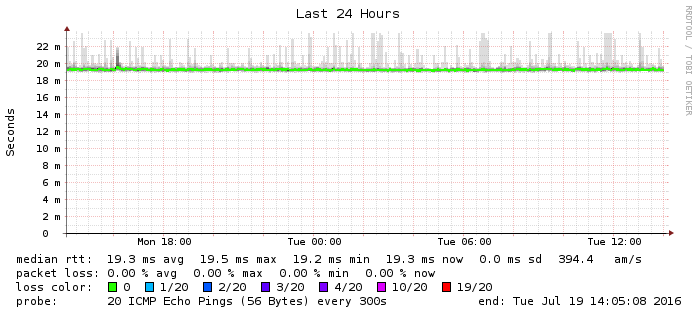 Last 24 Hours
RRDTOOL / TOBI OETIKER
Seconds
22 m
20 m
18 m
16 m
14 m
12 m
10 m
8 m
6 m
4 m
2 m
0
Mon 18:00 Tue 00:00 Tue 06:00 Tue 12:00
median rtt: 19.3 ms avg 19.5 ms max 19.2 ms min 19.3 ms now 0.0 ms sd 394.4 am/s
packet loss: 0.00 % avg 0.00 % max 0.00 % min 0.00 % now
loss color: 0 1/20 2/20 3/20 4/20 10/20 19/20
probe: 20 ICMP Echo Pings (56 Bytes) every 300s end: Tue Jul 19 14:05:08 2016